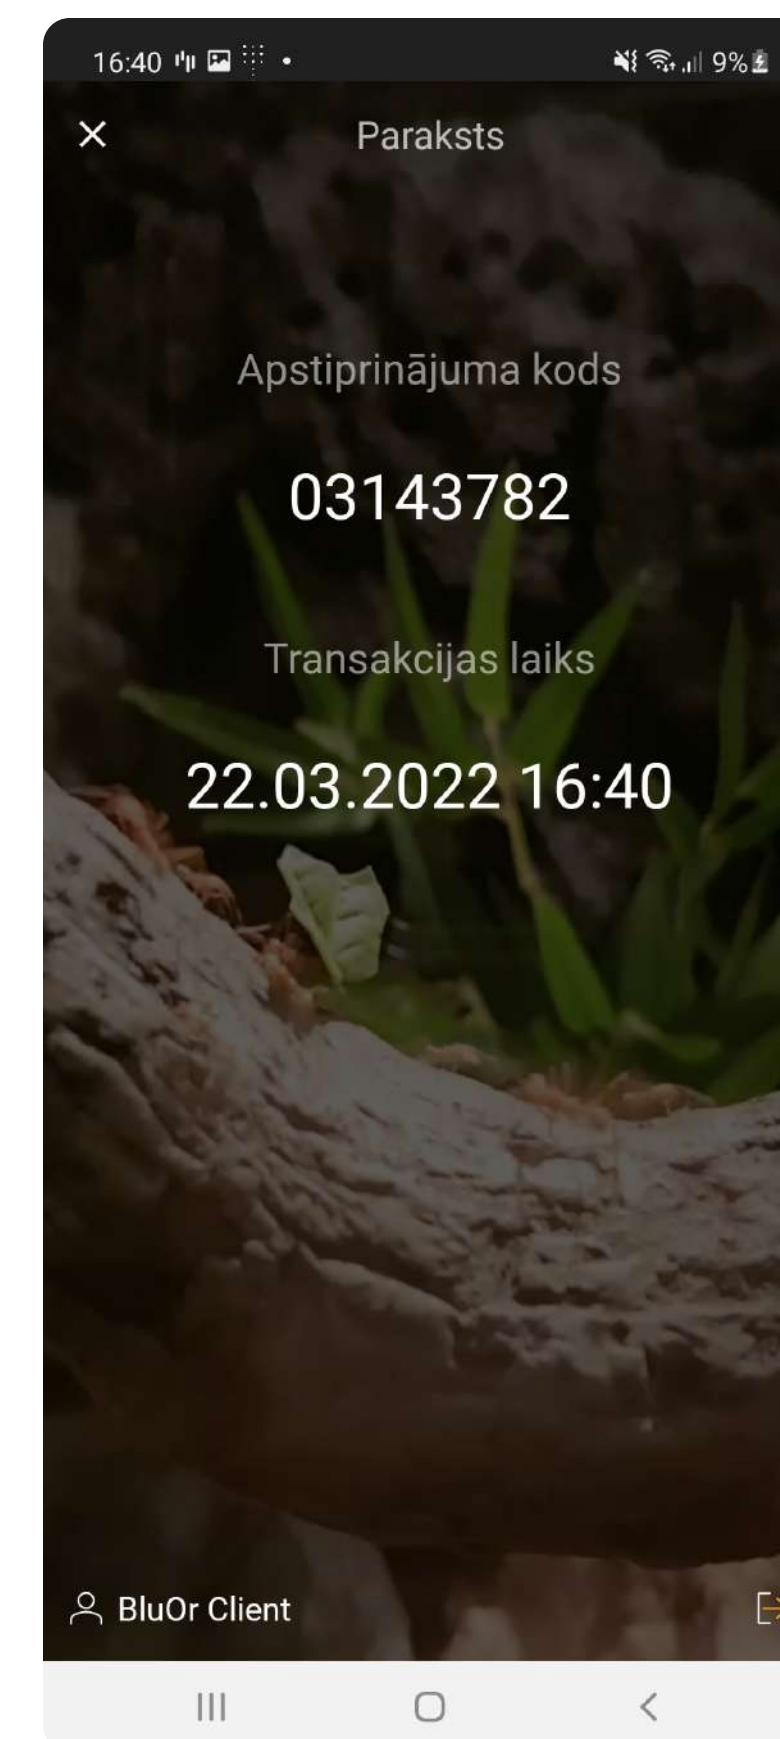 16:40 9%
Paraksts
Apstiprinājuma kods
03143782
Transakcijas laiks
22.03.2022 16:40
BluOr Client